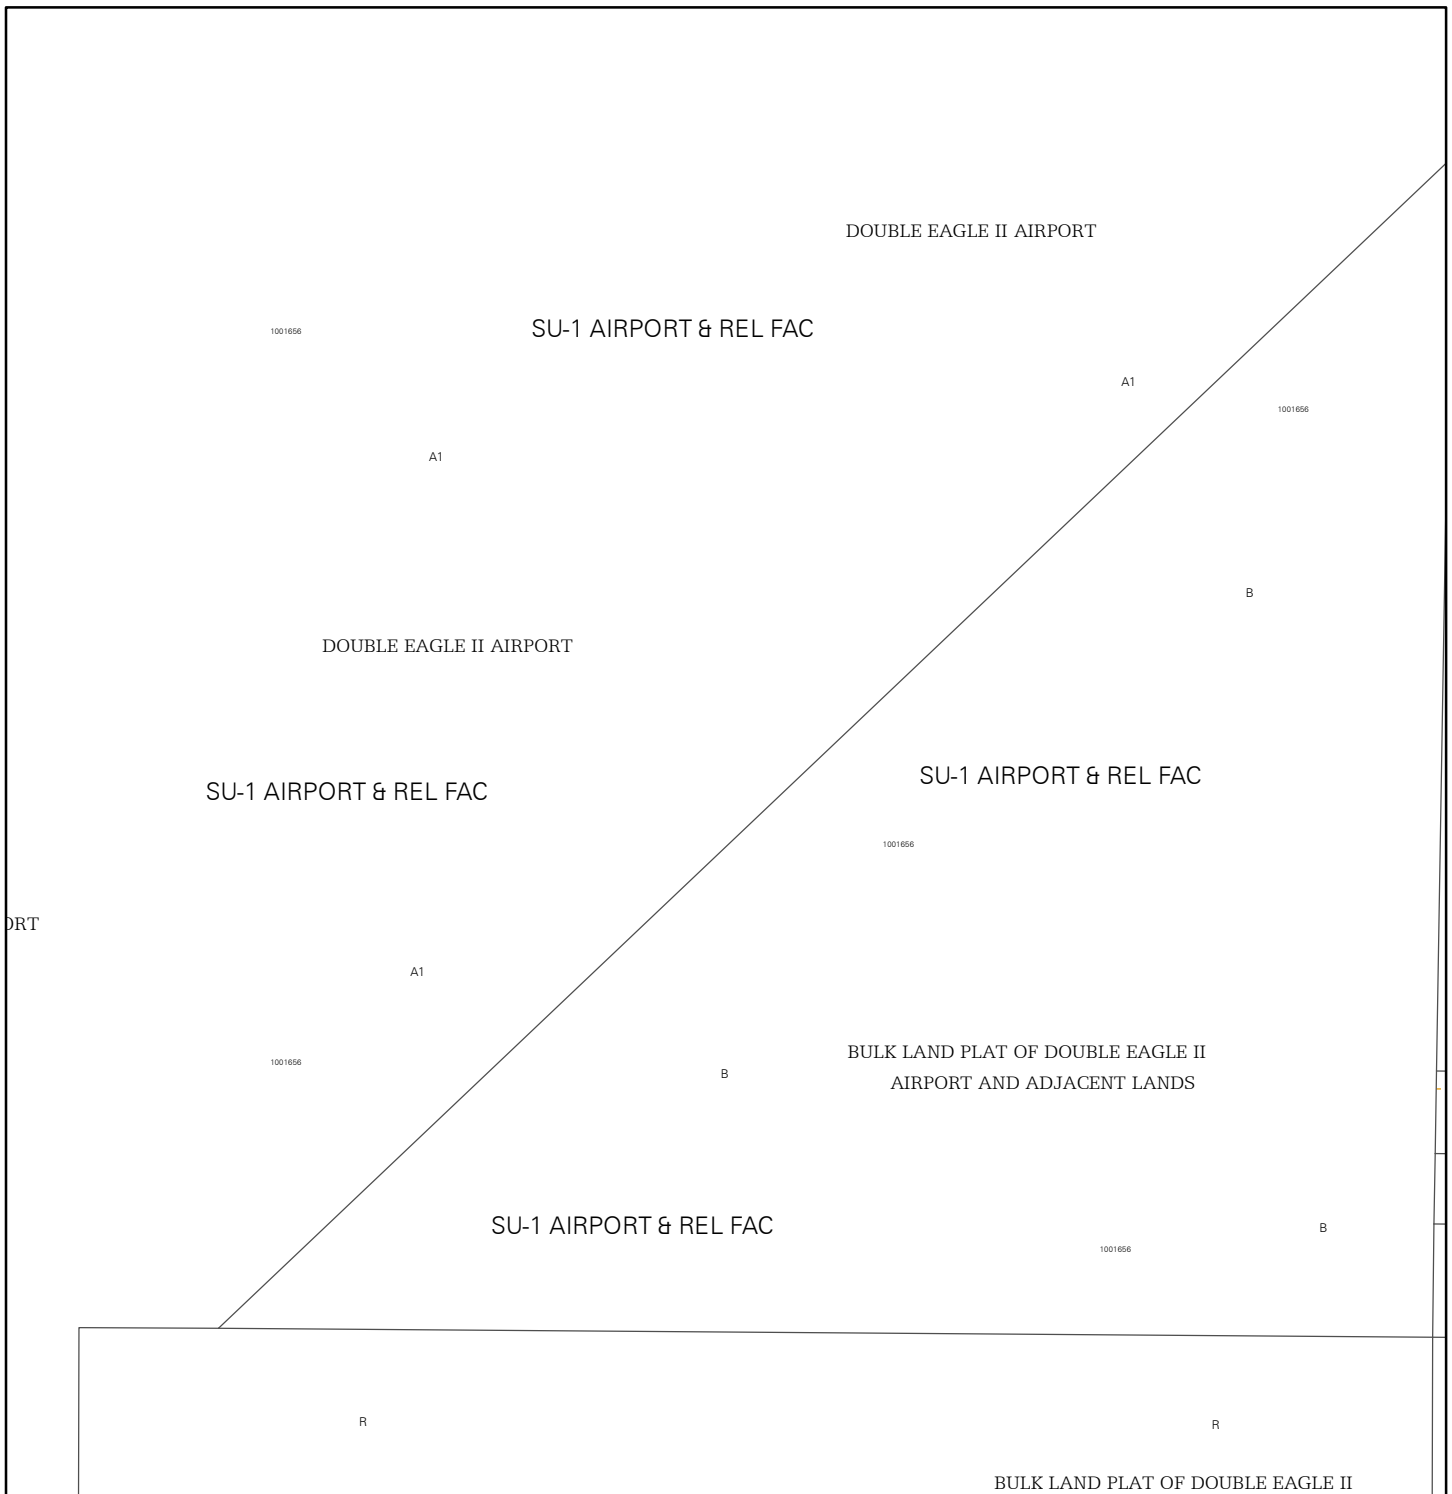 DOUBLE EAGLE II AIRPORT
SU-1 AIRPORT & REL FAC
1001656
A1
1001656
A1
B
DOUBLE EAGLE II AIRPORT
SU-1 AIRPORT & REL FAC
SU-1 AIRPORT & REL FAC
1001656
ORT
A1
BULK LAND PLAT OF DOUBLE EAGLE II
AIRPORT AND ADJACENT LANDS
1001656
B
SU-1 AIRPORT & REL FAC
B
1001656
R
R
BULK LAND PLAT OF DOUBLE EAGLE II